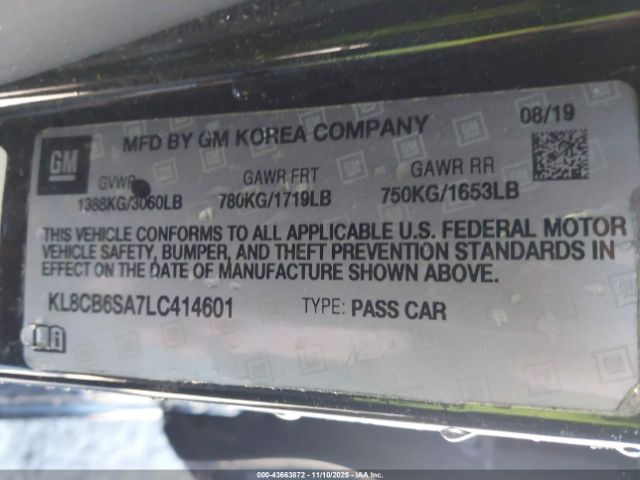 GM
MFD BY GM KOREA COMPANY
08/19
GVWR GAWR FRT GAWR RR
1388KG/3060LB 780KG/1719LB 750KG/1653LB
THIS VEHICLE CONFORMS TO ALL APPLICABLE U.S. FEDERAL MOTOR
VEHICLE SAFETY, BUMPER, AND THEFT PREVENTION STANDARDS IN
EFFECT ON THE DATE OF MANUFACTURE SHOWN ABOVE.
KL8CB6SA7LC414601 TYPE: PASS CAR
00-43663872 - 11/10/2025 - IAA Inc.